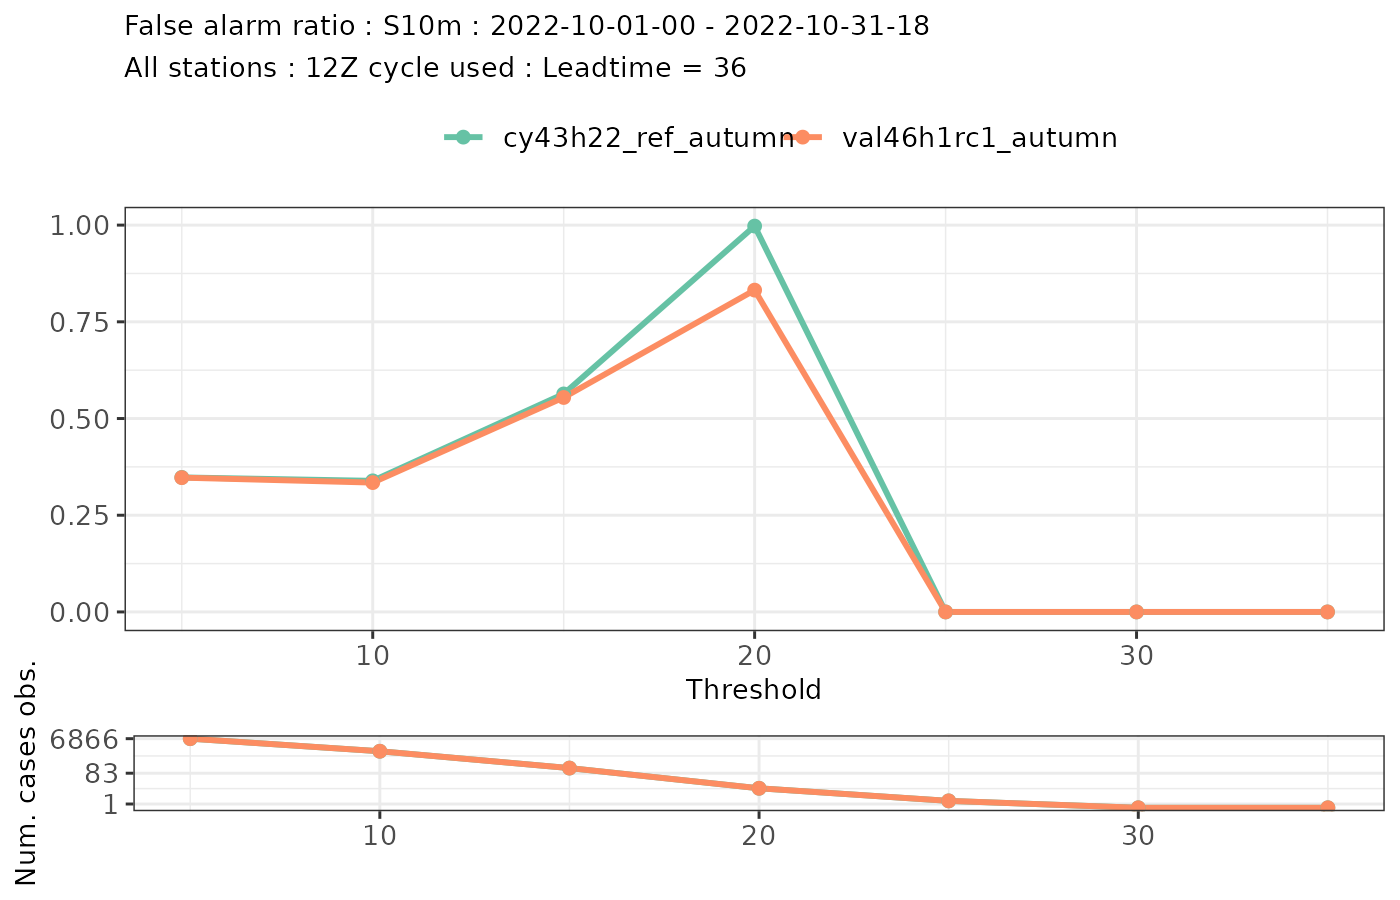 False alarm ratio : S10m : 2022-10-01-00 - 2022-10-31-18
All stations : 12Z cycle used : Leadtime = 36
cy43h22_ref_autumn val46h1rc1_autumn
1.00
0.75
0.50
0.25
0.00
10 20 30
Threshold
Num. cases obs.
6866
83
1
10 20 30